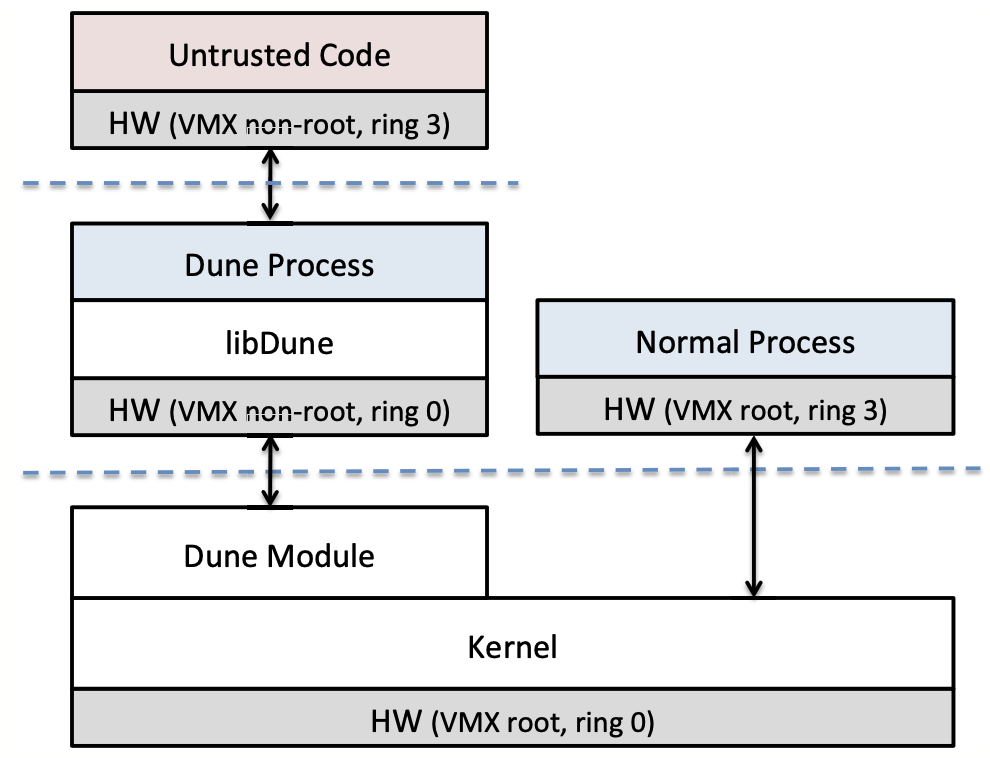 Untrusted Code
HW (VMX non-root, ring 3)
Dune Process
libDune
HW (VMX non-root, ring 0)
Normal Process
HW (VMX root, ring 3)
Dune Module
Kernel
HW (VMX root, ring 0)